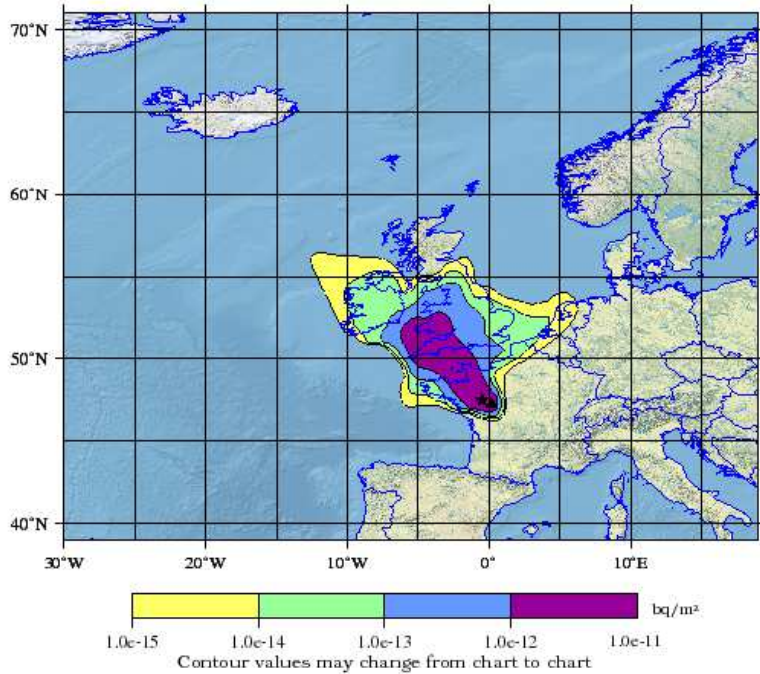 70°N
60°N
50°N
40°N
30°W 20°W 10°W 0° 10°E
bq/m²
1.0e-15 1.0e-14 1.0e-13 1.0e-12 1.0e-11
Contour values may change from chart to chart